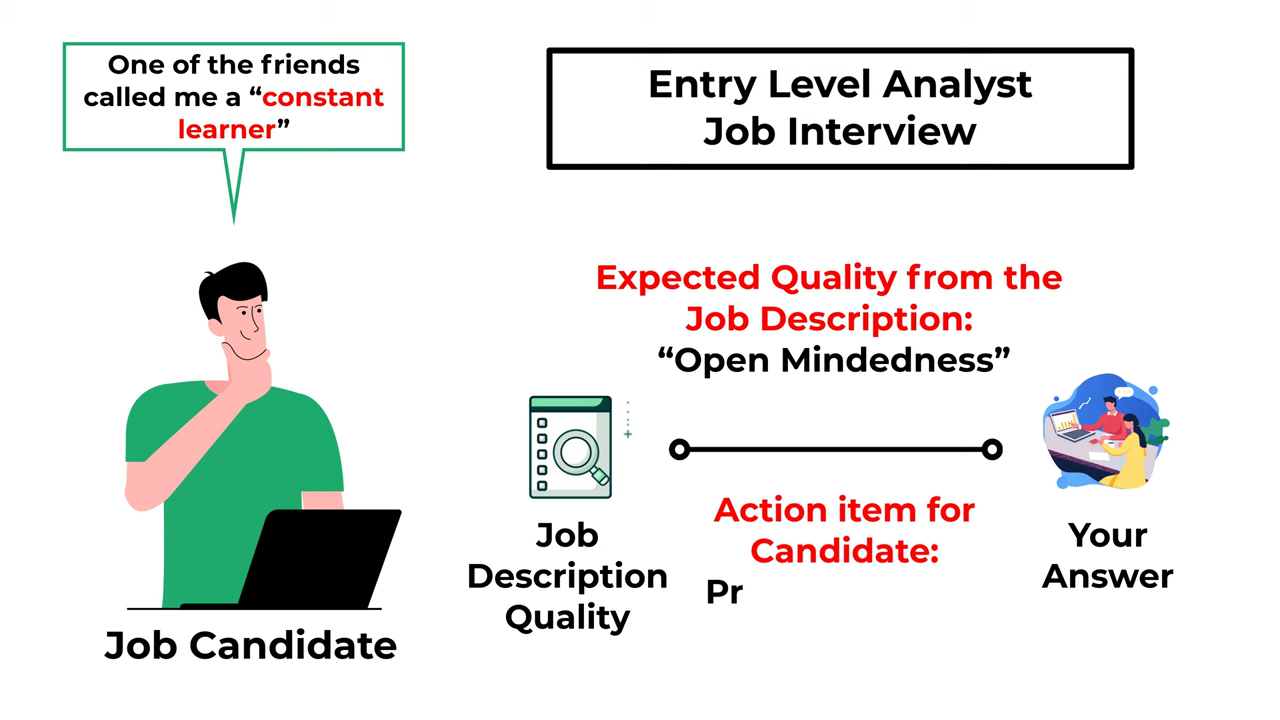 One of the friends
called me a “constant
learner”
Entry Level Analyst
Job Interview
Expected Quality from the
Job Description:
“Open Mindedness”
Job
Description
Quality
Action item for
Candidate:
Pr
Your
Answer
Job Candidate